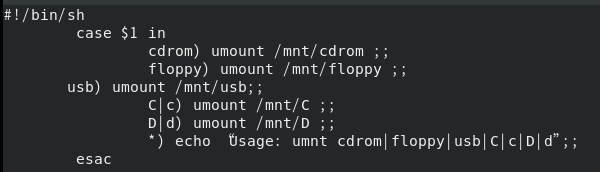 #!/bin/sh
        case $1 in
                cdrom) umount /mnt/cdrom ;;
                floppy) umount /mnt/floppy ;;
       usb) umount /mnt/usb;;
                C|c) umount /mnt/C ;;
                D|d) umount /mnt/D ;;
                *) echo  “Usage: umnt cdrom|floppy|usb|C|c|D|d”;;
        esac